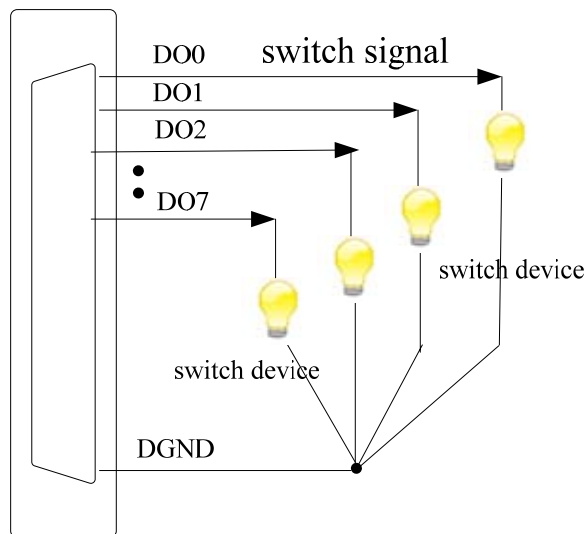 DO0
switch signal
DO1
DO2
DO7
switch device
switch device
DGND